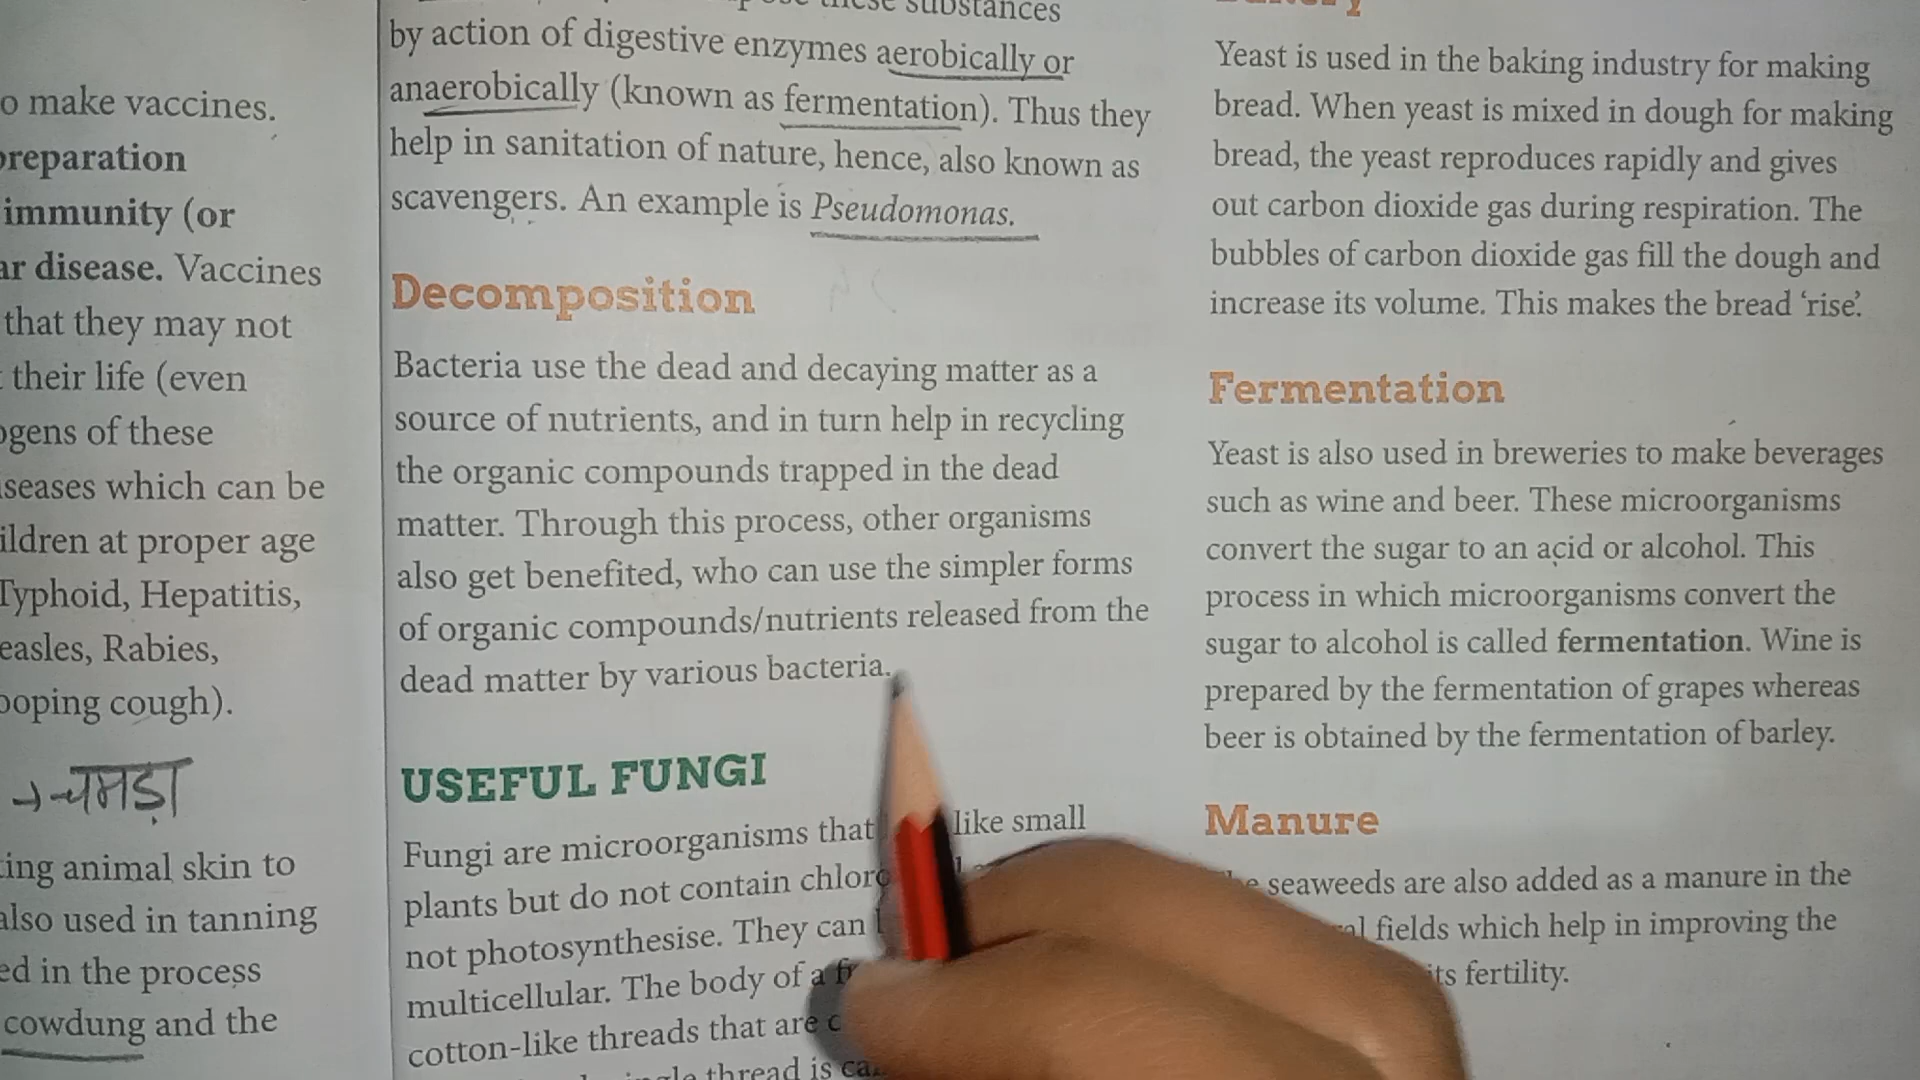 o make vaccines.
preparation
immunity (or
ar disease. Vaccines
that they may not
their life (even
ogens of these
seases which can be
ildren at proper age
Typhoid, Hepatitis,
easles, Rabies,
ooping cough).
→ चमड़ा
ing animal skin to
also used in tanning
ed in the process
cowdung and the
these substances
by action of digestive enzymes aerobically or
anaerobically (known as fermentation). Thus they
help in sanitation of nature, hence, also known as
scavengers. An example is Pseudomonas.
Decomposition
Bacteria use the dead and decaying matter as a
source of nutrients, and in turn help in recycling
the organic compounds trapped in the dead
matter. Through this process, other organisms
also get benefited, who can use the simpler forms
of organic compounds/nutrients released from the
dead matter by various bacteria.
USEFUL FUNGI
Fungi are microorganisms that like small
plants but do not contain chloro
not photosynthesise. They can
multicellular. The body of a
cotton-like threads that are
thread is
Yeast is used in the baking industry for making
bread. When yeast is mixed in dough for making
bread, the yeast reproduces rapidly and gives
out carbon dioxide gas during respiration. The
bubbles of carbon dioxide gas fill the dough and
increase its volume. This makes the bread ‘rise’.
Fermentation
Yeast is also used in breweries to make beverages
such as wine and beer. These microorganisms
convert the sugar to an acid or alcohol. This
process in which microorganisms convert the
sugar to alcohol is called fermentation. Wine is
prepared by the fermentation of grapes whereas
beer is obtained by the fermentation of barley.
Manure
seaweeds are also added as a manure in the
fields which help in improving the
its fertility.